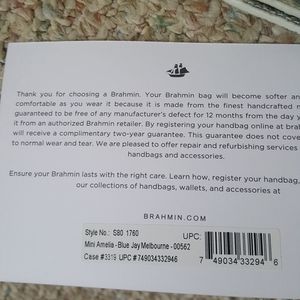 Thank you for choosing a Brahmin. Your Brahmin bag will become softer an
comfortable as you wear it because it is made from the finest handcrafted m
guaranteed to be free of any manufacturer's defect for 12 months from the day y
it from an authorized Brahmin retailer. By registering your handbag online at brah
will receive a complimentary two-year guarantee. This guarantee does not cove
to normal wear and tear. We are pleased to offer repair and refurbishing services
handbags and accessories.
Ensure your Brahmin lasts with the right care. Learn how, register your handbag,
our collections of handbags, wallets, and accessories at
BRAHMIN.COM
Style No.: S80 1760 UPC:
Mini Amelia - Blue Jay Melbourne - 00562
Case #3319 UPC #749034332946
7 49034 33294 6